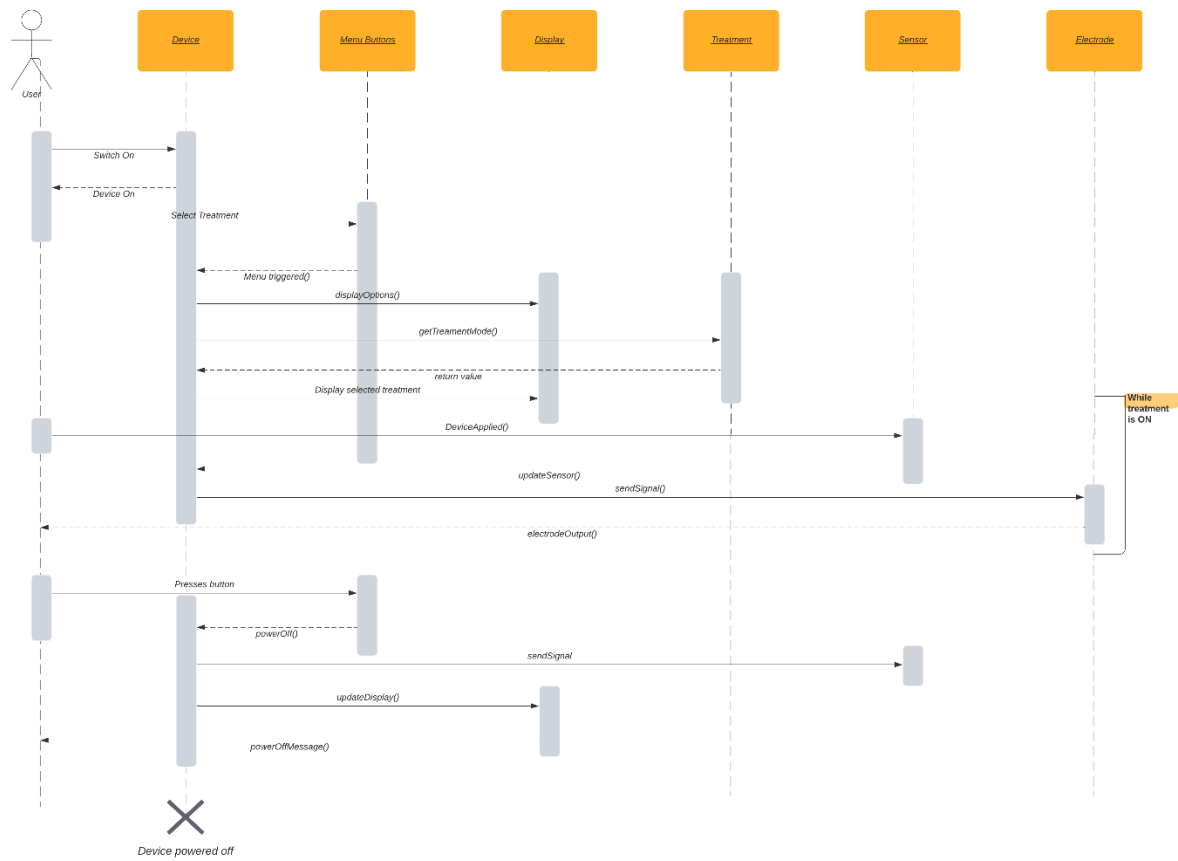 Device
Menu Buttons
Display
Treatment
Sensor
Electrode
User
Switch On
Device On
Select Treatment
Menu triggered()
displayOptions()
getTreamentMode()
return value
Display selected treatment
While
treatment
is ON
DeviceApplied()
updateSensor()
sendSignal()
electrodeOutput()
Presses button
powerOff()
sendSignal
updateDisplay()
powerOffMessage()
Device powered off